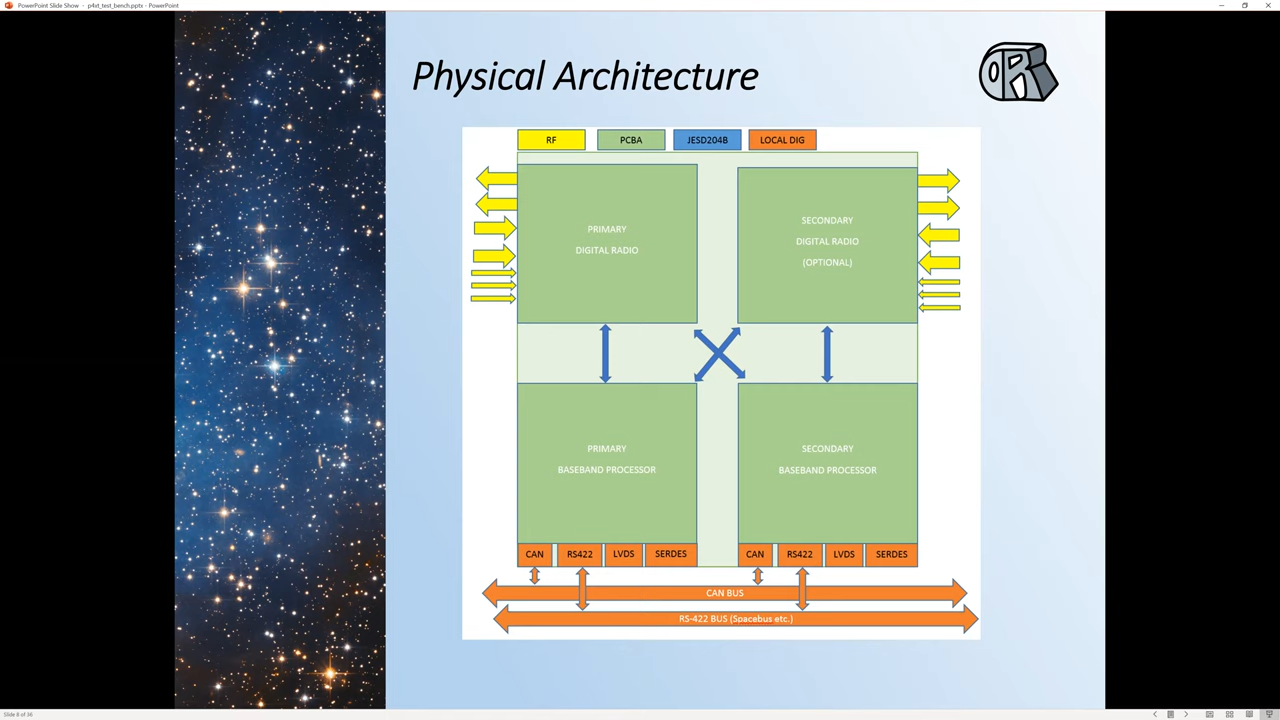 PowerPoint Slide Show - p4st_test_bench.pptx - PowerPoint
Physical Architecture
ORI
RF
PCBA
JESD204B
LOCAL DIG
PRIMARY
DIGITAL RADIO
SECONDARY
DIGITAL RADIO
(OPTIONAL)
PRIMARY
BASEBAND PROCESSOR
SECONDARY
BASEBAND PROCESSOR
CAN
RS422
LVDS
SERDES
CAN
RS422
LVDS
SERDES
CAN BUS
RS-422 BUS (Spacebus etc.)
Slide 8 of 36